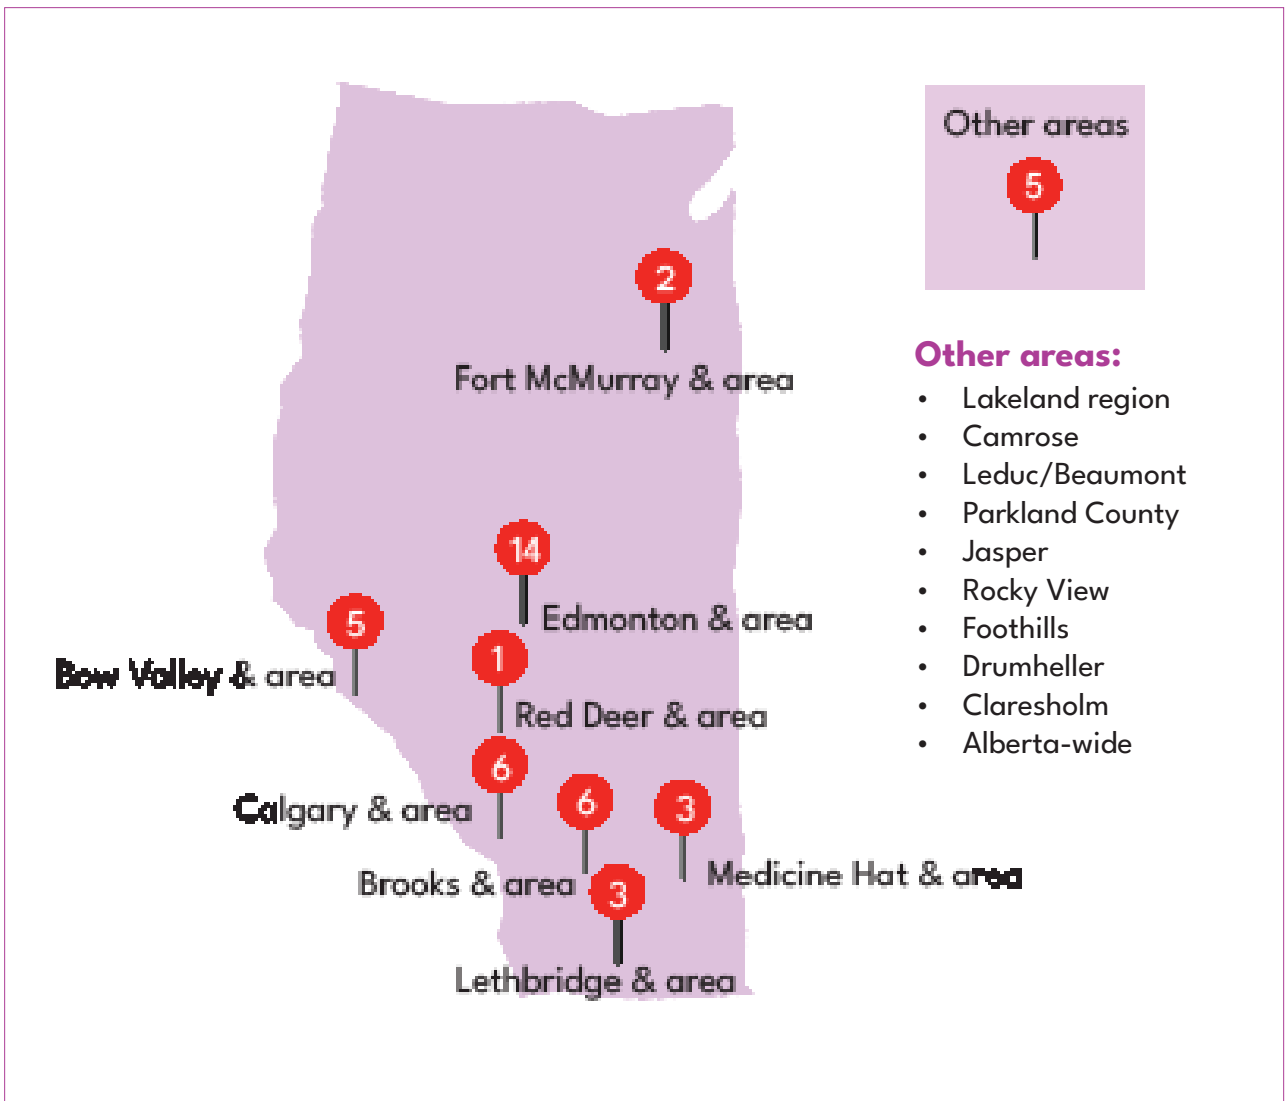 Other areas
5
2
Fort McMurray & area
14
Edmonton & area
5
Bow Valley & area
1
Red Deer & area
6
Calgary & area
6
Brooks & area
3
Medicine Hat & area
3
Lethbridge & area
Other areas:
• Lakeland region
• Camrose
• Leduc/Beaumont
• Parkland County
• Jasper
• Rocky View
• Foothills
• Drumheller
• Claresholm
• Alberta-wide